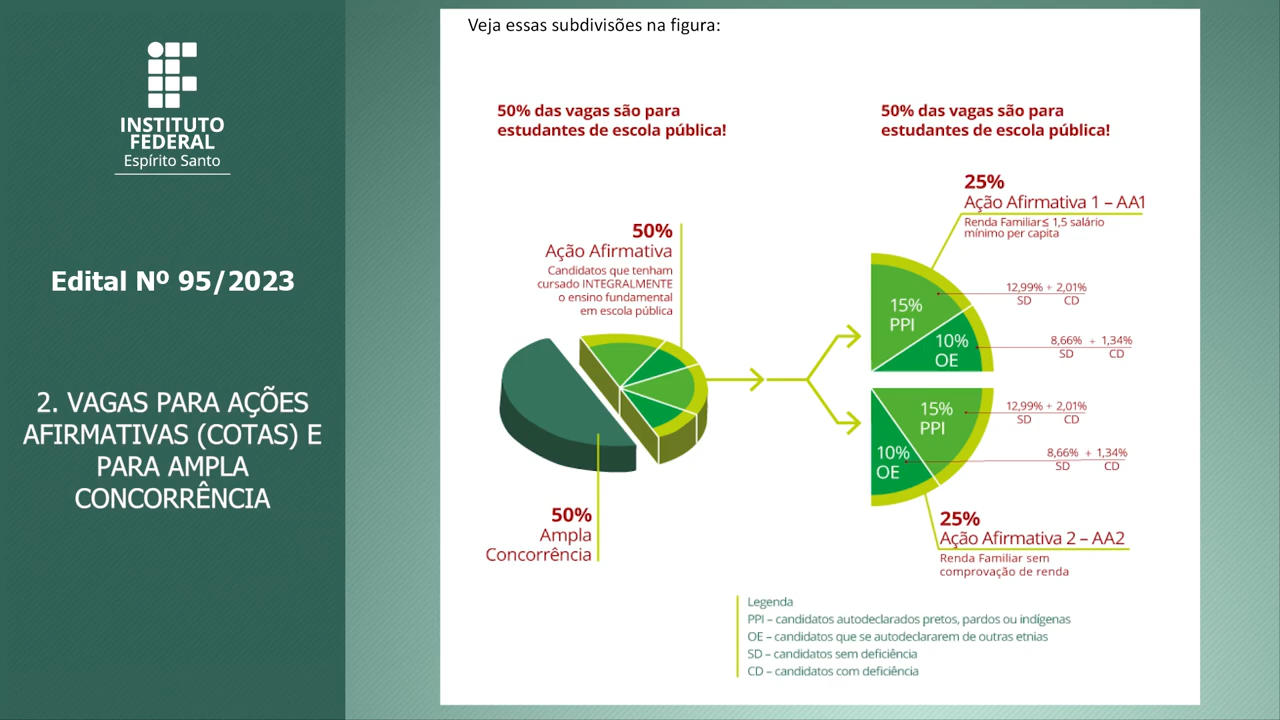 INSTITUTO
FEDERAL
Espírito Santo
Edital Nº 95/2023
2. VAGAS PARA AÇÕES
AFIRMATIVAS (COTAS) E
PARA AMPLA
CONCORRÊNCIA
Veja essas subdivisões na figura:
50% das vagas são para
estudantes de escola pública!
50%
Ação Afirmativa
Candidatos que tenham
cursado INTEGRALMENTE
o ensino fundamental
em escola pública
50%
Ampla
Concorrência
50% das vagas são para
estudantes de escola pública!
25%
Ação Afirmativa 1 – AA1
Renda Familiar≤ 1,5 salário
mínimo per capita
15%
PPI
12,99% + 2,01%
SD CD
10%
OE
8,66% + 1,34%
SD CD
15%
PPI
12,99% + 2,01%
SD CD
10%
OE
8,66% + 1,34%
SD CD
25%
Ação Afirmativa 2 – AA2
Renda Familiar sem
comprovação de renda
Legenda
PPI – candidatos autodeclarados pretos, pardos ou indígenas
OE – candidatos que se autodeclararem de outras etnias
SD – candidatos sem deficiência
CD – candidatos com deficiência